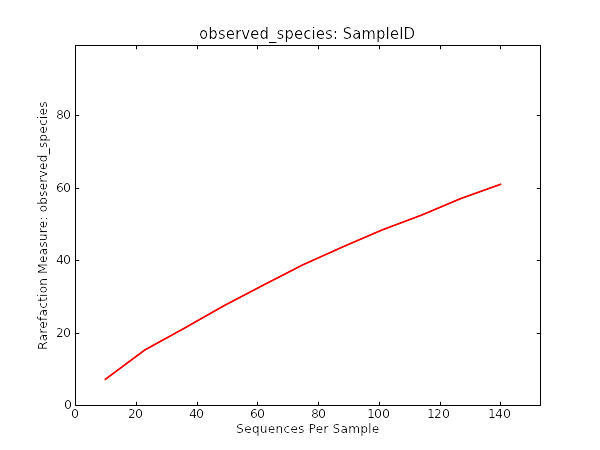 observed_species: SampleID
Rarefaction Measure: observed_species
80
60
40
20
0
0 20 40 60 80 100 120 140
Sequences Per Sample